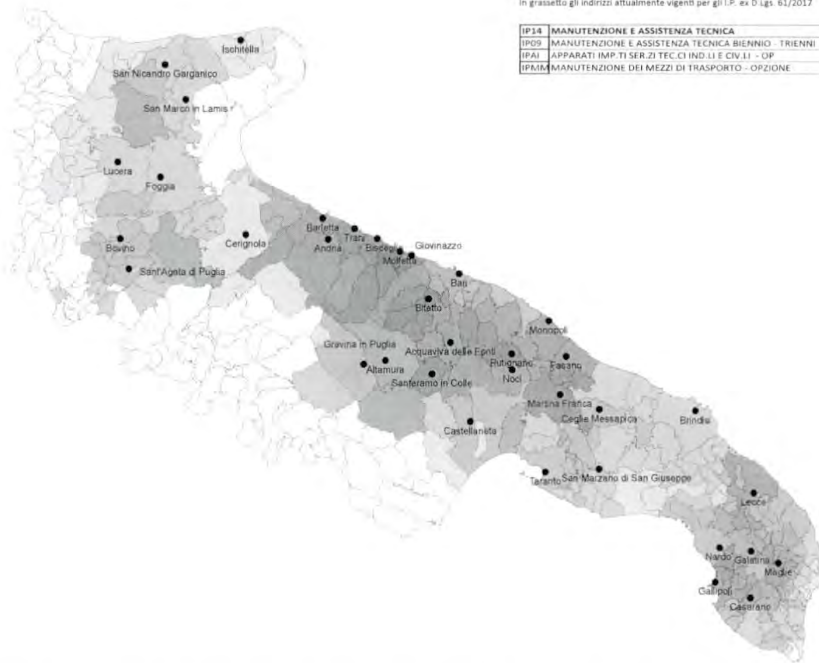 In grassetto gli indirizzi attualmente vigenti per gli I.P. ex D Lgs. 61/2017
IP14 MANUTENZIONE E ASSISTENZA TECNICA
IP09 MANUTENZIONE E ASSISTENZA TECNICA BIENNIO - TRIENNI
IPAI APPARATI IMP.TI SER.ZI TEC.CI IND.LI E CIV.LI - OP
IPMM MANUTENZIONE DEI MEZZI DI TRASPORTO - OPZIONE
Ischitella
San Nicandro Garganico
San Marco in Lamis
Lucera
Foggia
Barletta
Trani
Cerignola
Andria
Bisceglie
Giovinazzo
Molfetta
Bovino
Sant'Agata di Puglia
Bari
Bitetto
Monopoli
Gravina in Puglia
Acquaviva delle Fonti
Rutigliano
Fasano
Altamura
Santeramo in Colle
Noci
Martina Franca
Ceglie Messapica
Brindisi
Castellaneta
Taranto
San Marzano di San Giuseppe
Lecce
Nardò
Galatina
Maglie
Gallipoli
Casarano